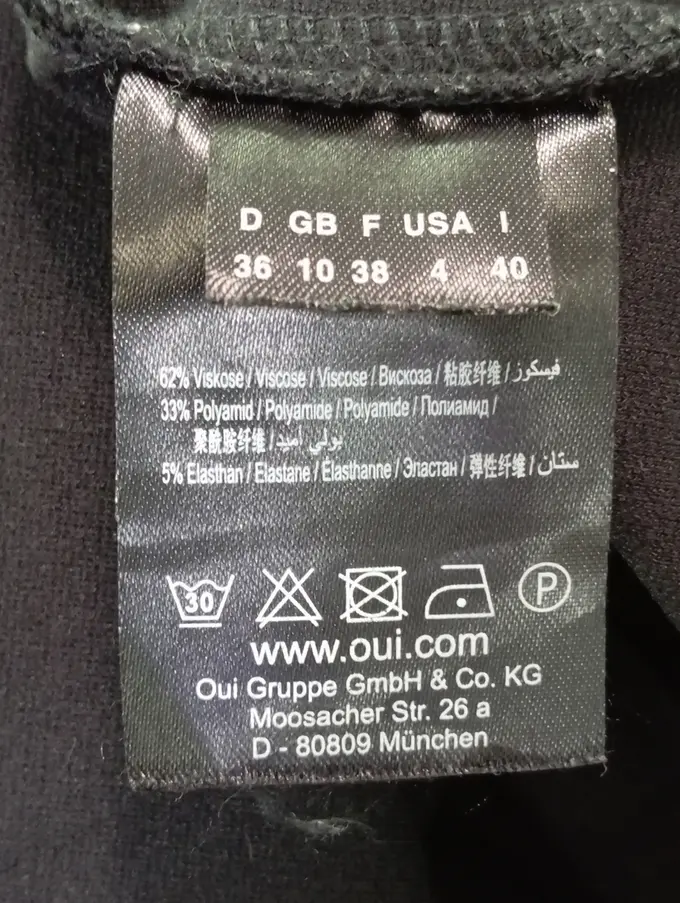 D GB F USA I
36 10 38 4 40
62% Viskose / Viscose / Viscose / Вискоза / 粘胶纤维 / فيسكوز
33% Polyamid / Polyamide / Polyamide / Полиамид /
聚酰胺纤维 / بولي اميد
5% Elasthan / Elastane / Elasthanne / Эластан / 弹性纤维 / ستان
30
P
www.oui.com
Oui Gruppe GmbH & Co. KG
Moosacher Str. 26 a
D - 80809 München